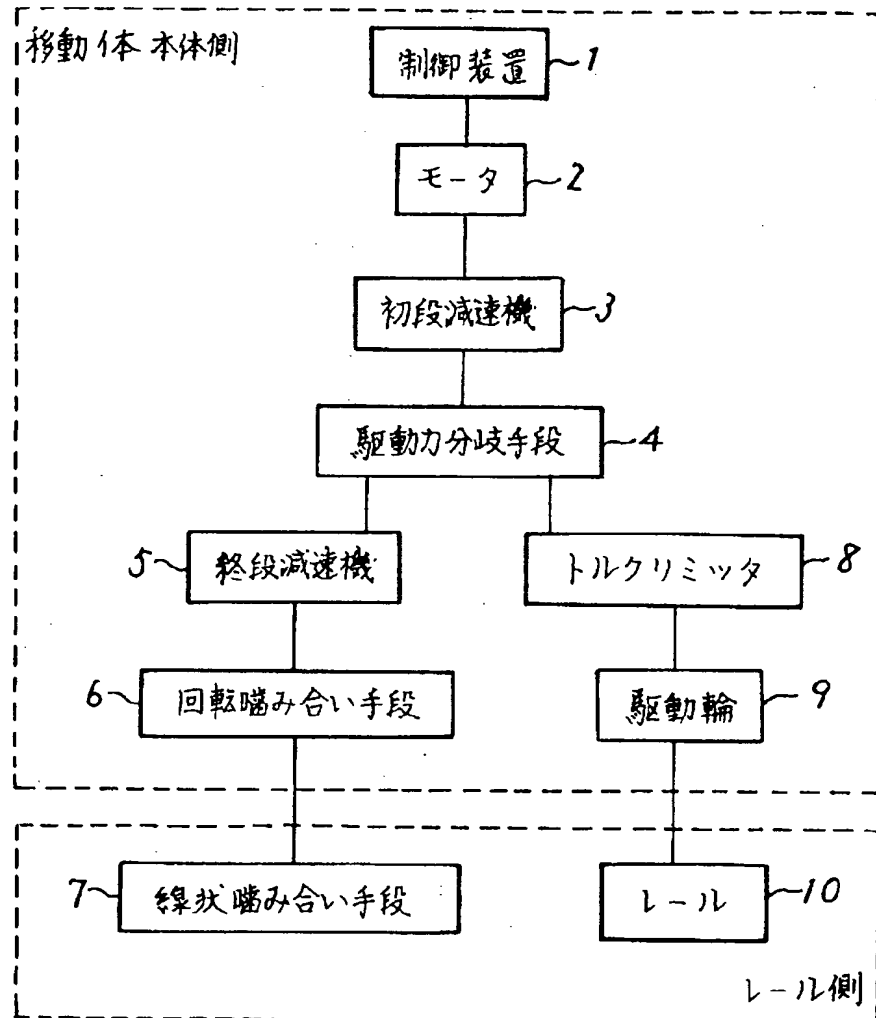 移動体本体側
制御装置 1
モータ 2
初段減速機 3
駆動力分岐手段 4
5 終段減速機
トルクリミッタ 8
6 回転噛み合い手段
駆動輪 9
7 線状噛み合い手段
レール 10
レール側